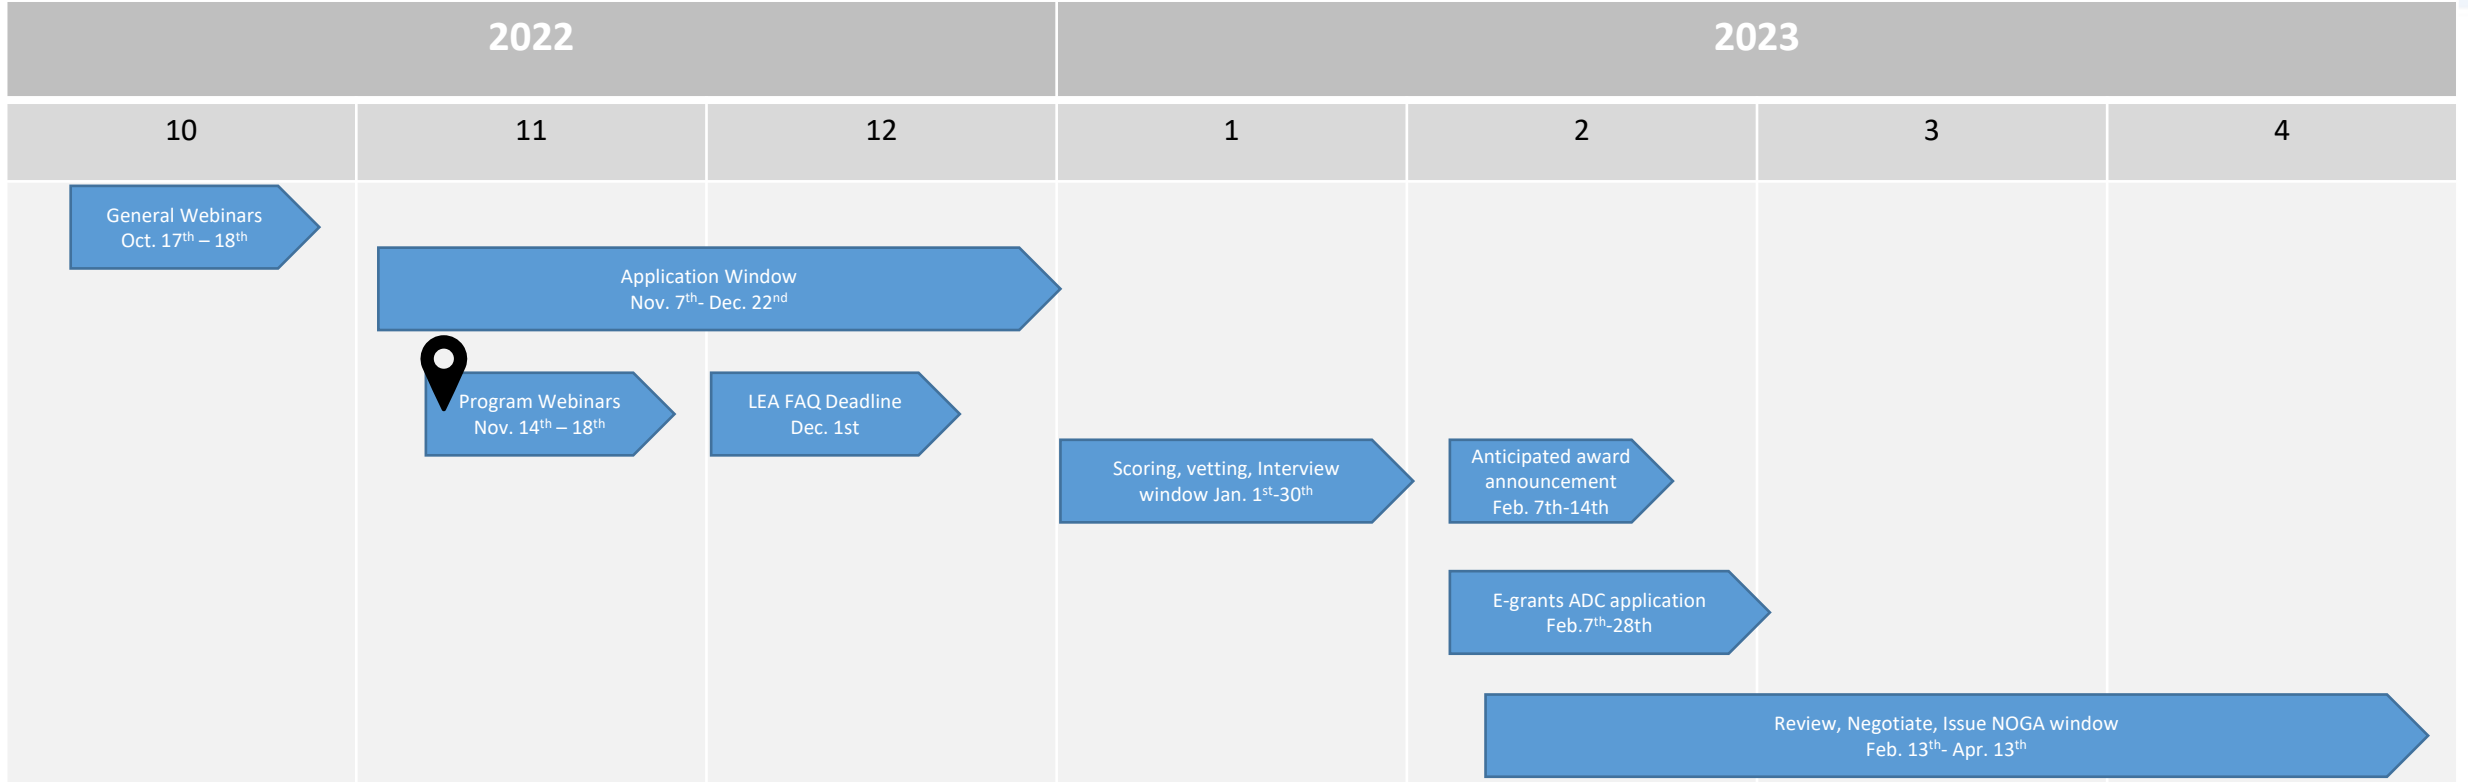 2022
2023
10
11
12
1
2
3
4
General Webinars
Oct. 17th – 18th
Application Window
Nov. 7th- Dec. 22nd
Program Webinars
Nov. 14th – 18th
LEA FAQ Deadline
Dec. 1st
Scoring, vetting, Interview
window Jan. 1st-30th
Anticipated award
announcement
Feb. 7th-14th
E-grants ADC application
Feb.7th-28th
Review, Negotiate, Issue NOGA window
Feb. 13th- Apr. 13th